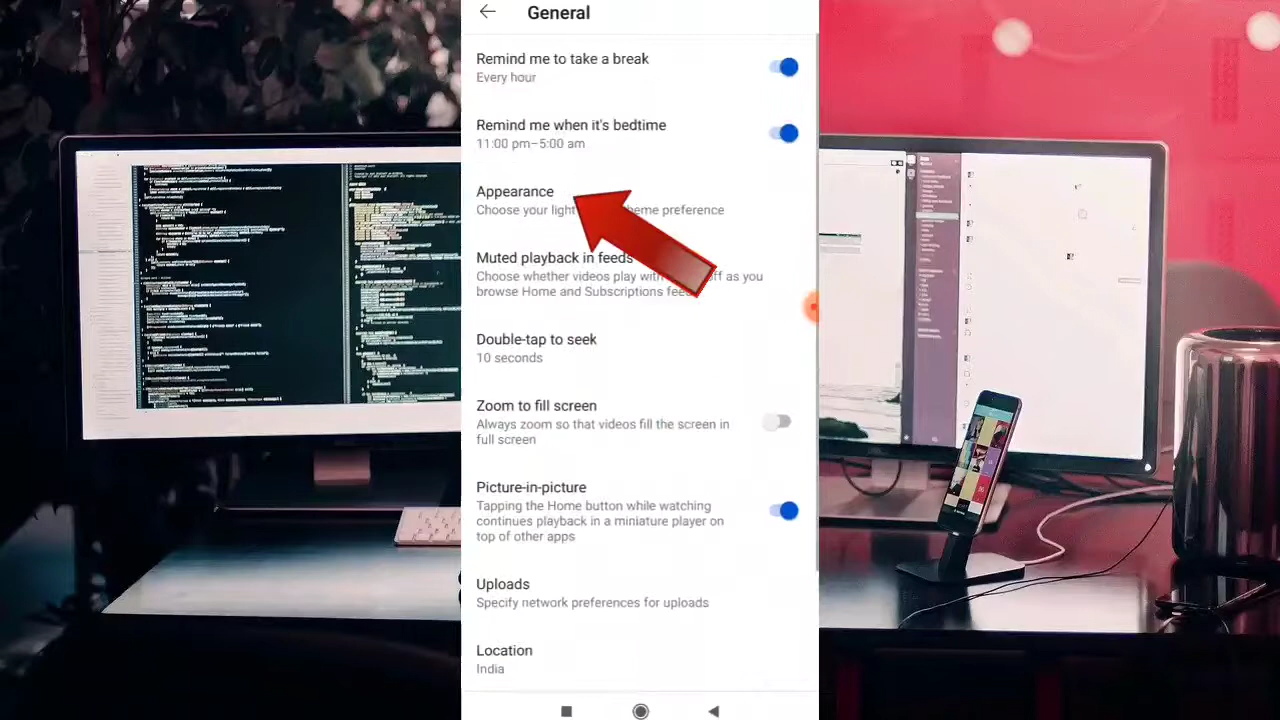 General
Remind me to take a break
Every hour
Remind me when it's bedtime
11:00 pm–5:00 am
Appearance
Choose your light eme preference
Muted playback in feeds
Choose whether videos play with off as you
browse Home and Subscriptions fee
Double-tap to seek
10 seconds
Zoom to fill screen
Always zoom so that videos fill the screen in
full screen
Picture-in-picture
Tapping the Home button while watching
continues playback in a miniature player on
top of other apps
Uploads
Specify network preferences for uploads
Location
India